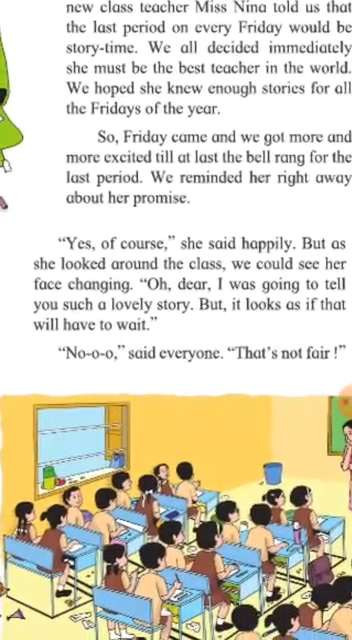 new class teacher Miss Nina told us that
the last period on every Friday would be
story-time. We all decided immediately
she must be the best teacher in the world.
We hoped she knew enough stories for all
the Fridays of the year.
So, Friday came and we got more and
more excited till at last the bell rang for the
last period. We reminded her right away
about her promise.
“Yes, of course,” she said happily. But as
she looked around the class, we could see her
face changing. “Oh, dear, I was going to tell
you such a lovely story. But, it looks as if that
will have to wait.”
“No-o-o,” said everyone. “That’s not fair !”